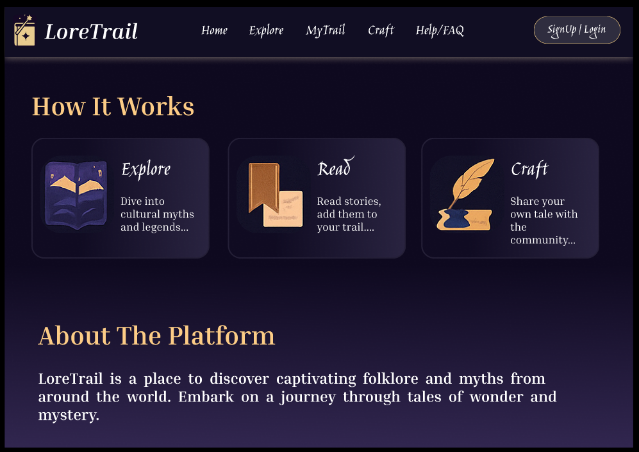 LoreTrail
Home Explore MyTrail Craft Help/FAQ
SignUp | Login
How It Works
Explore
Dive into
cultural myths
and legends...
Read
Read stories,
add them to
your trail....
Craft
Share your
own tale with
the
community...
About The Platform
LoreTrail is a place to discover captivating folklore and myths from
around the world. Embark on a journey through tales of wonder and
mystery.